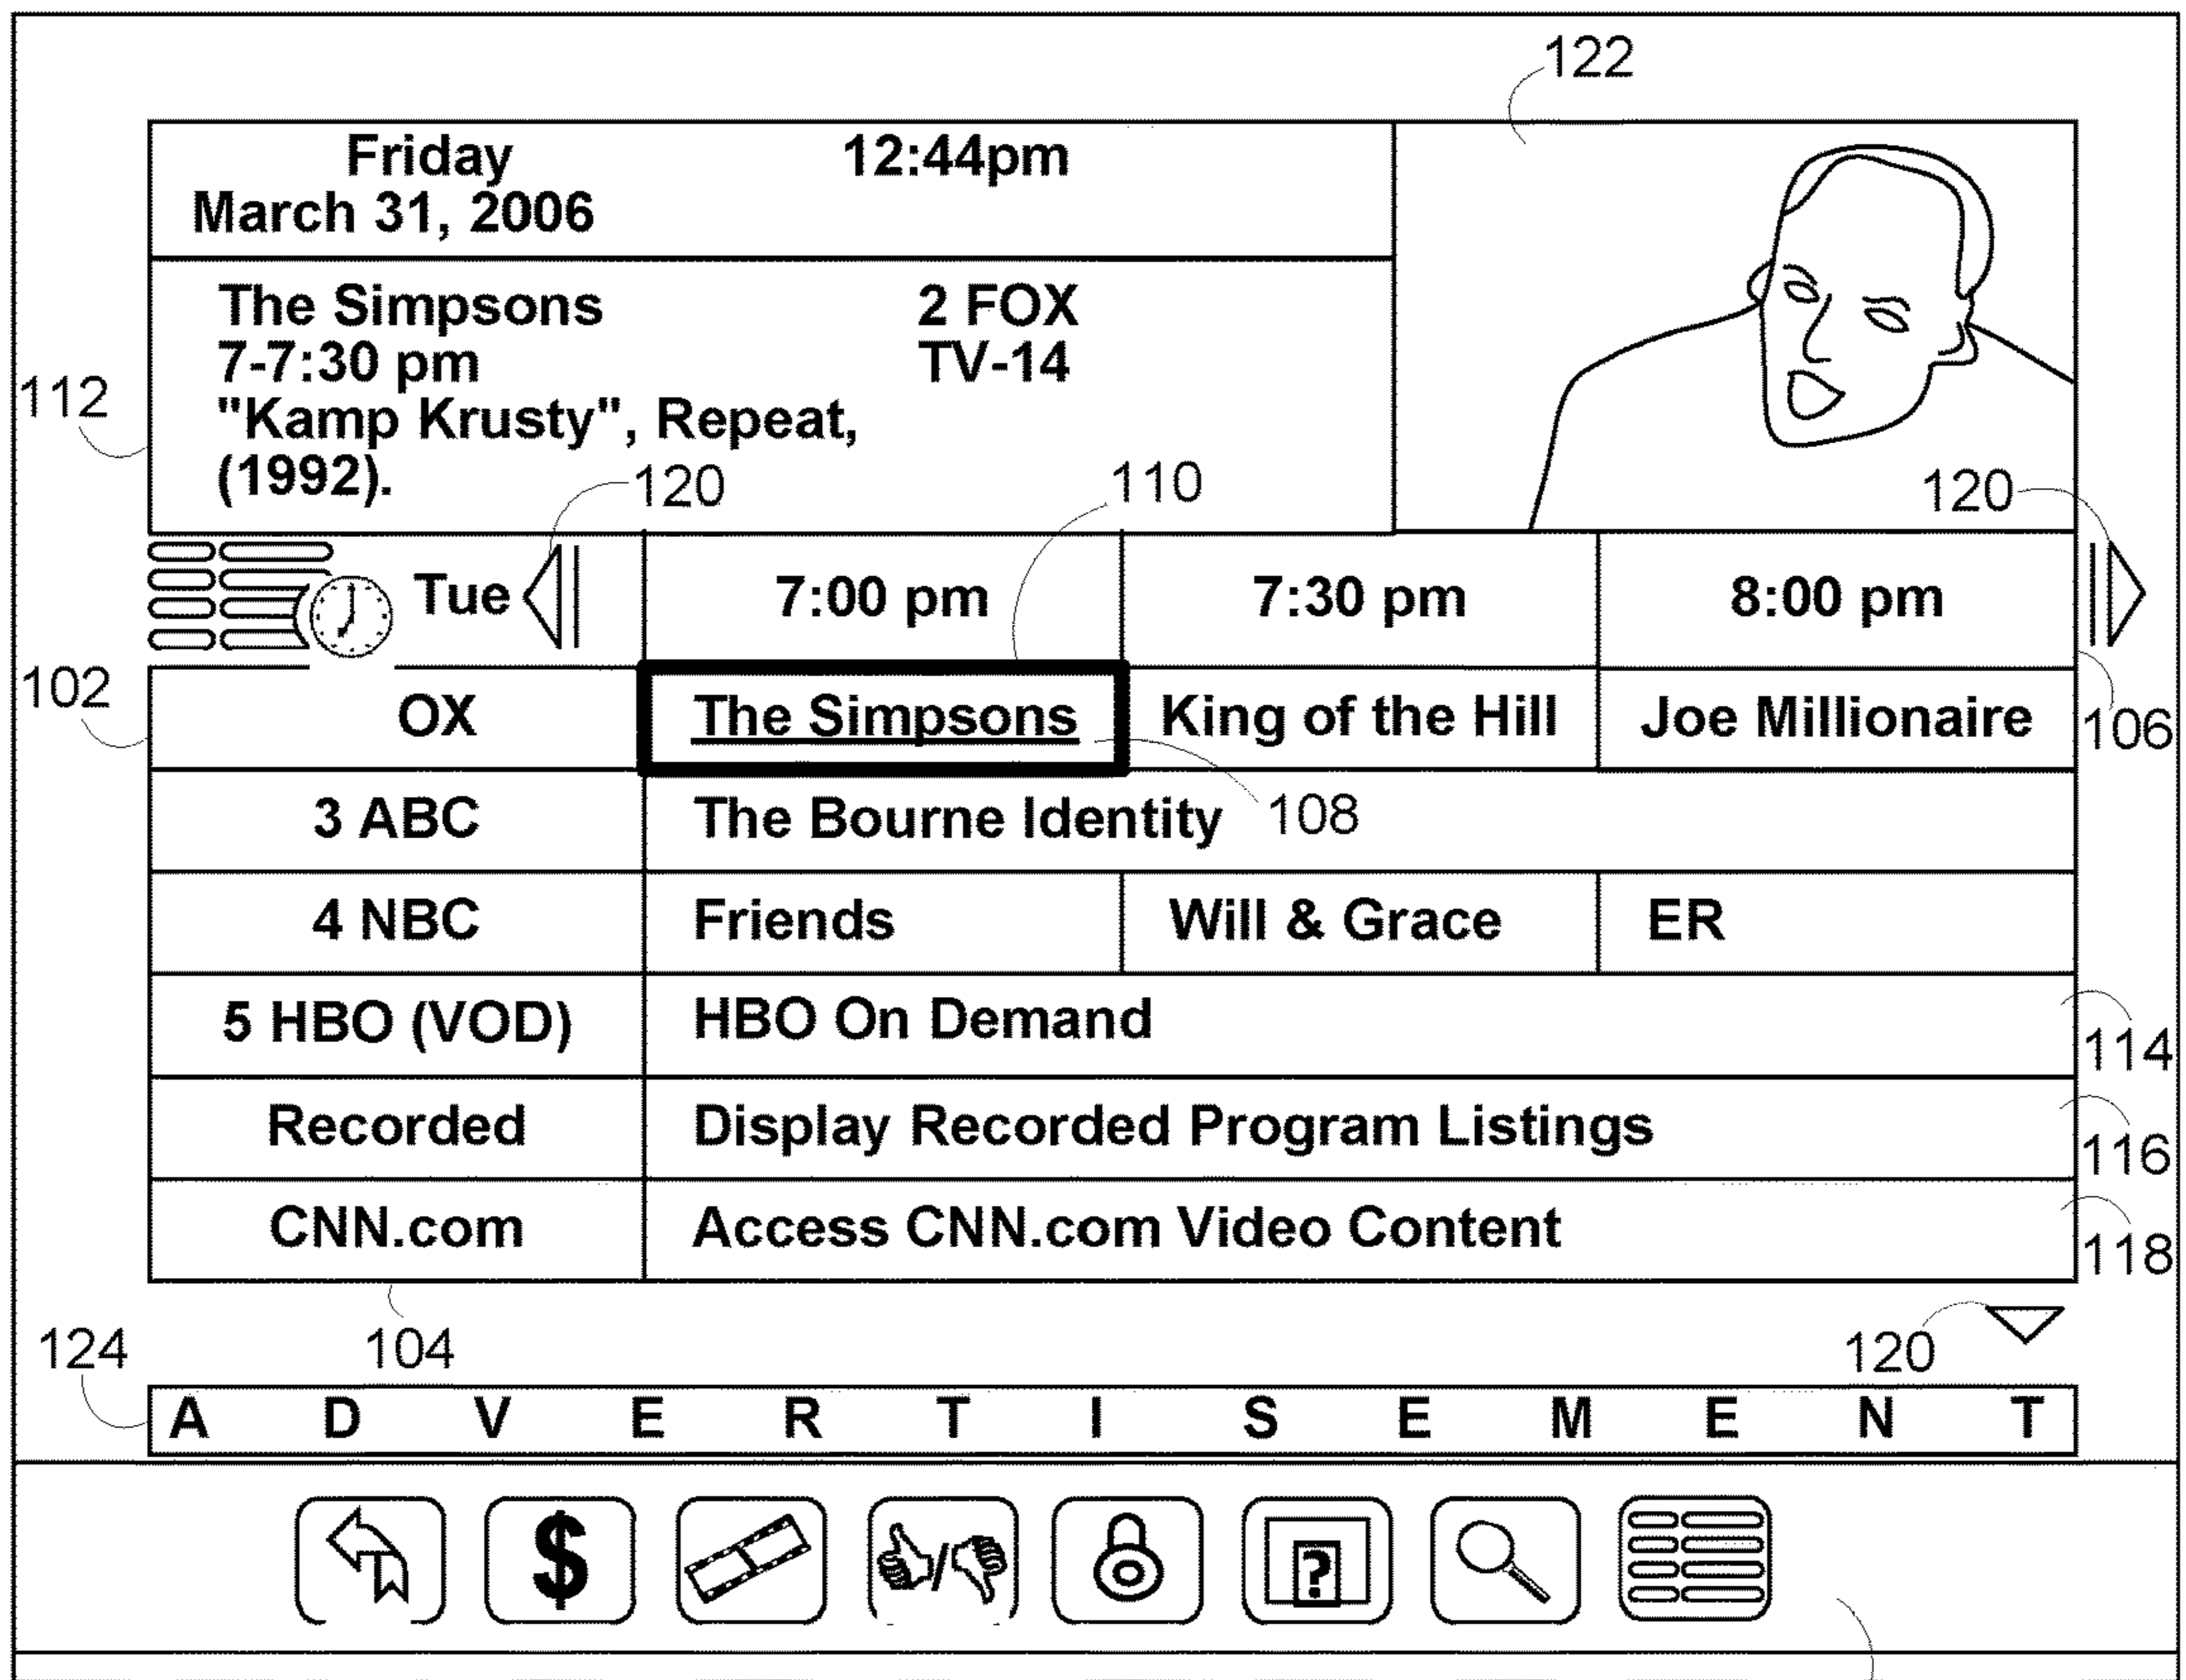 122
Friday 12:44pm
March 31, 2006
The Simpsons 2 FOX
7-7:30 pm TV-14
112
"Kamp Krusty", Repeat,
(1992).
120 110 120
Tue 7:00 pm 7:30 pm 8:00 pm
102
OX The Simpsons King of the Hill Joe Millionaire
106
3 ABC The Bourne Identity 108
4 NBC Friends Will & Grace ER
5 HBO (VOD) HBO On Demand
114
Recorded Display Recorded Program Listings
116
CNN.com Access CNN.com Video Content
118
124 104 120
A D V E R T I S E M E N T
$ / ?